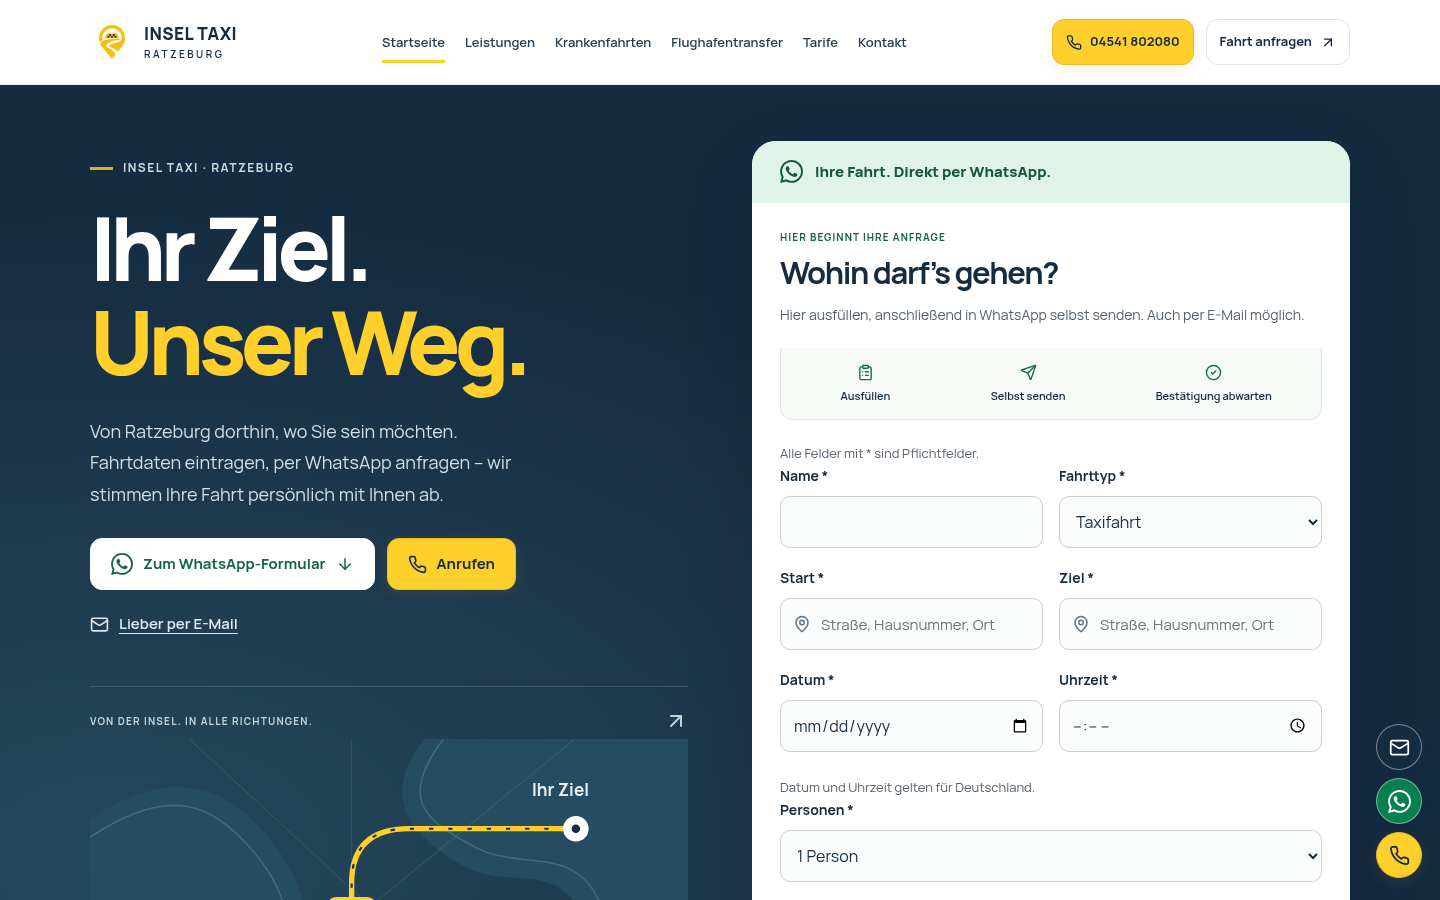 INSEL TAXI
RATZEBURG
Startseite
Leistungen
Krankenfahrten
Flughafentransfer
Tarife
Kontakt
04541 802080
Fahrt anfragen
INSEL TAXI · RATZEBURG
Ihr Ziel.
Unser Weg.
Von Ratzeburg dorthin, wo Sie sein möchten.
Fahrtdaten eintragen, per WhatsApp anfragen – wir
stimmen Ihre Fahrt persönlich mit Ihnen ab.
Zum WhatsApp-Formular
Anrufen
Lieber per E-Mail
VON DER INSEL. IN ALLE RICHTUNGEN.
Ihr Ziel
Ihre Fahrt. Direkt per WhatsApp.
HIER BEGINNT IHRE ANFRAGE
Wohin darf’s gehen?
Hier ausfüllen, anschließend in WhatsApp selbst senden. Auch per E-Mail möglich.
Ausfüllen
Selbst senden
Bestätigung abwarten
Alle Felder mit * sind Pflichtfelder.
Name *
Fahrttyp *
Taxifahrt
Start *
Ziel *
Straße, Hausnummer, Ort
Straße, Hausnummer, Ort
Datum *
Uhrzeit *
mm/dd/yyyy
--:-- --
Datum und Uhrzeit gelten für Deutschland.
Personen *
1 Person